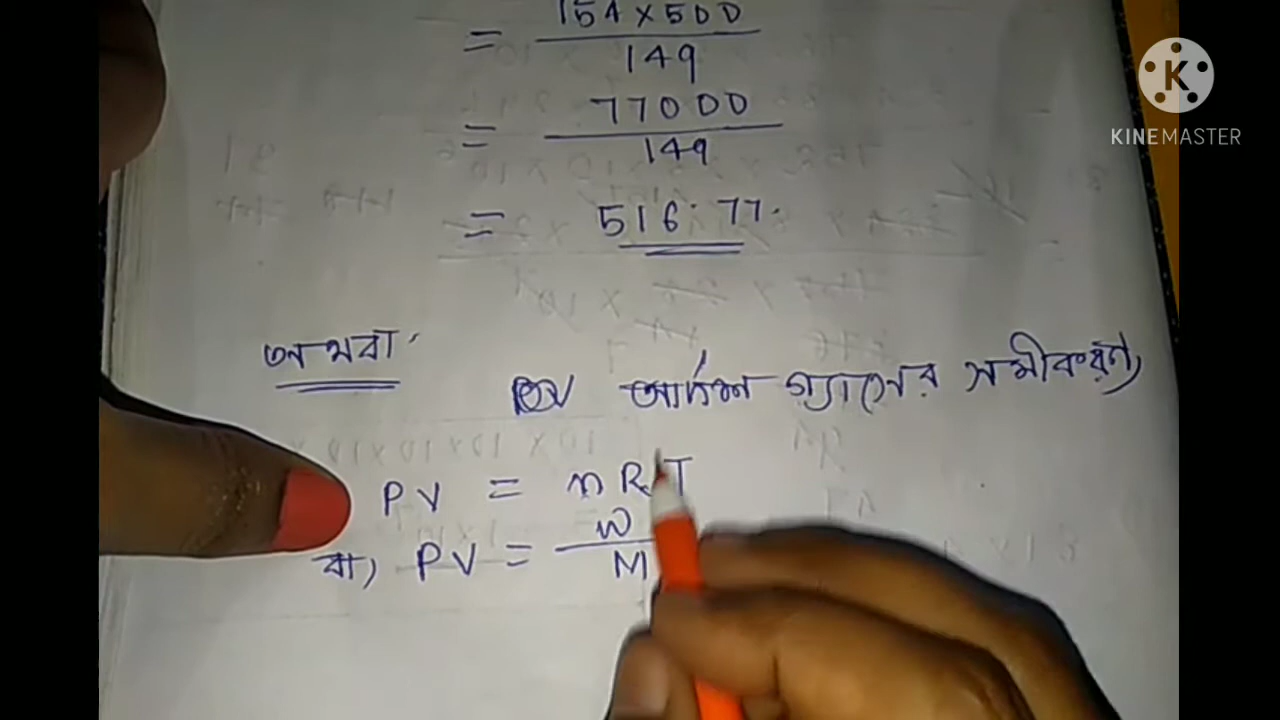 = 154 x 500
149
= 77000
149
= 516.77.
KINEMASTER
অথবা,
আদর্শ গ্যাসের সমীকরণ,
PV = nRT
বা, PV = W
M